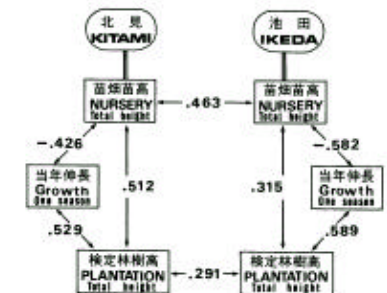 北見
KITAMI
池田
IKEDA
苗畑苗高
NURSERY
Total height
.463
苗畑苗高
NURSERY
Total height
-.426
-.582
当年伸長
Growth
One season
.512
.315
当年伸長
Growth
One season
.529
.589
検定林樹高
PLANTATION
Total height
.291
検定林樹高
PLANTATION
Total height